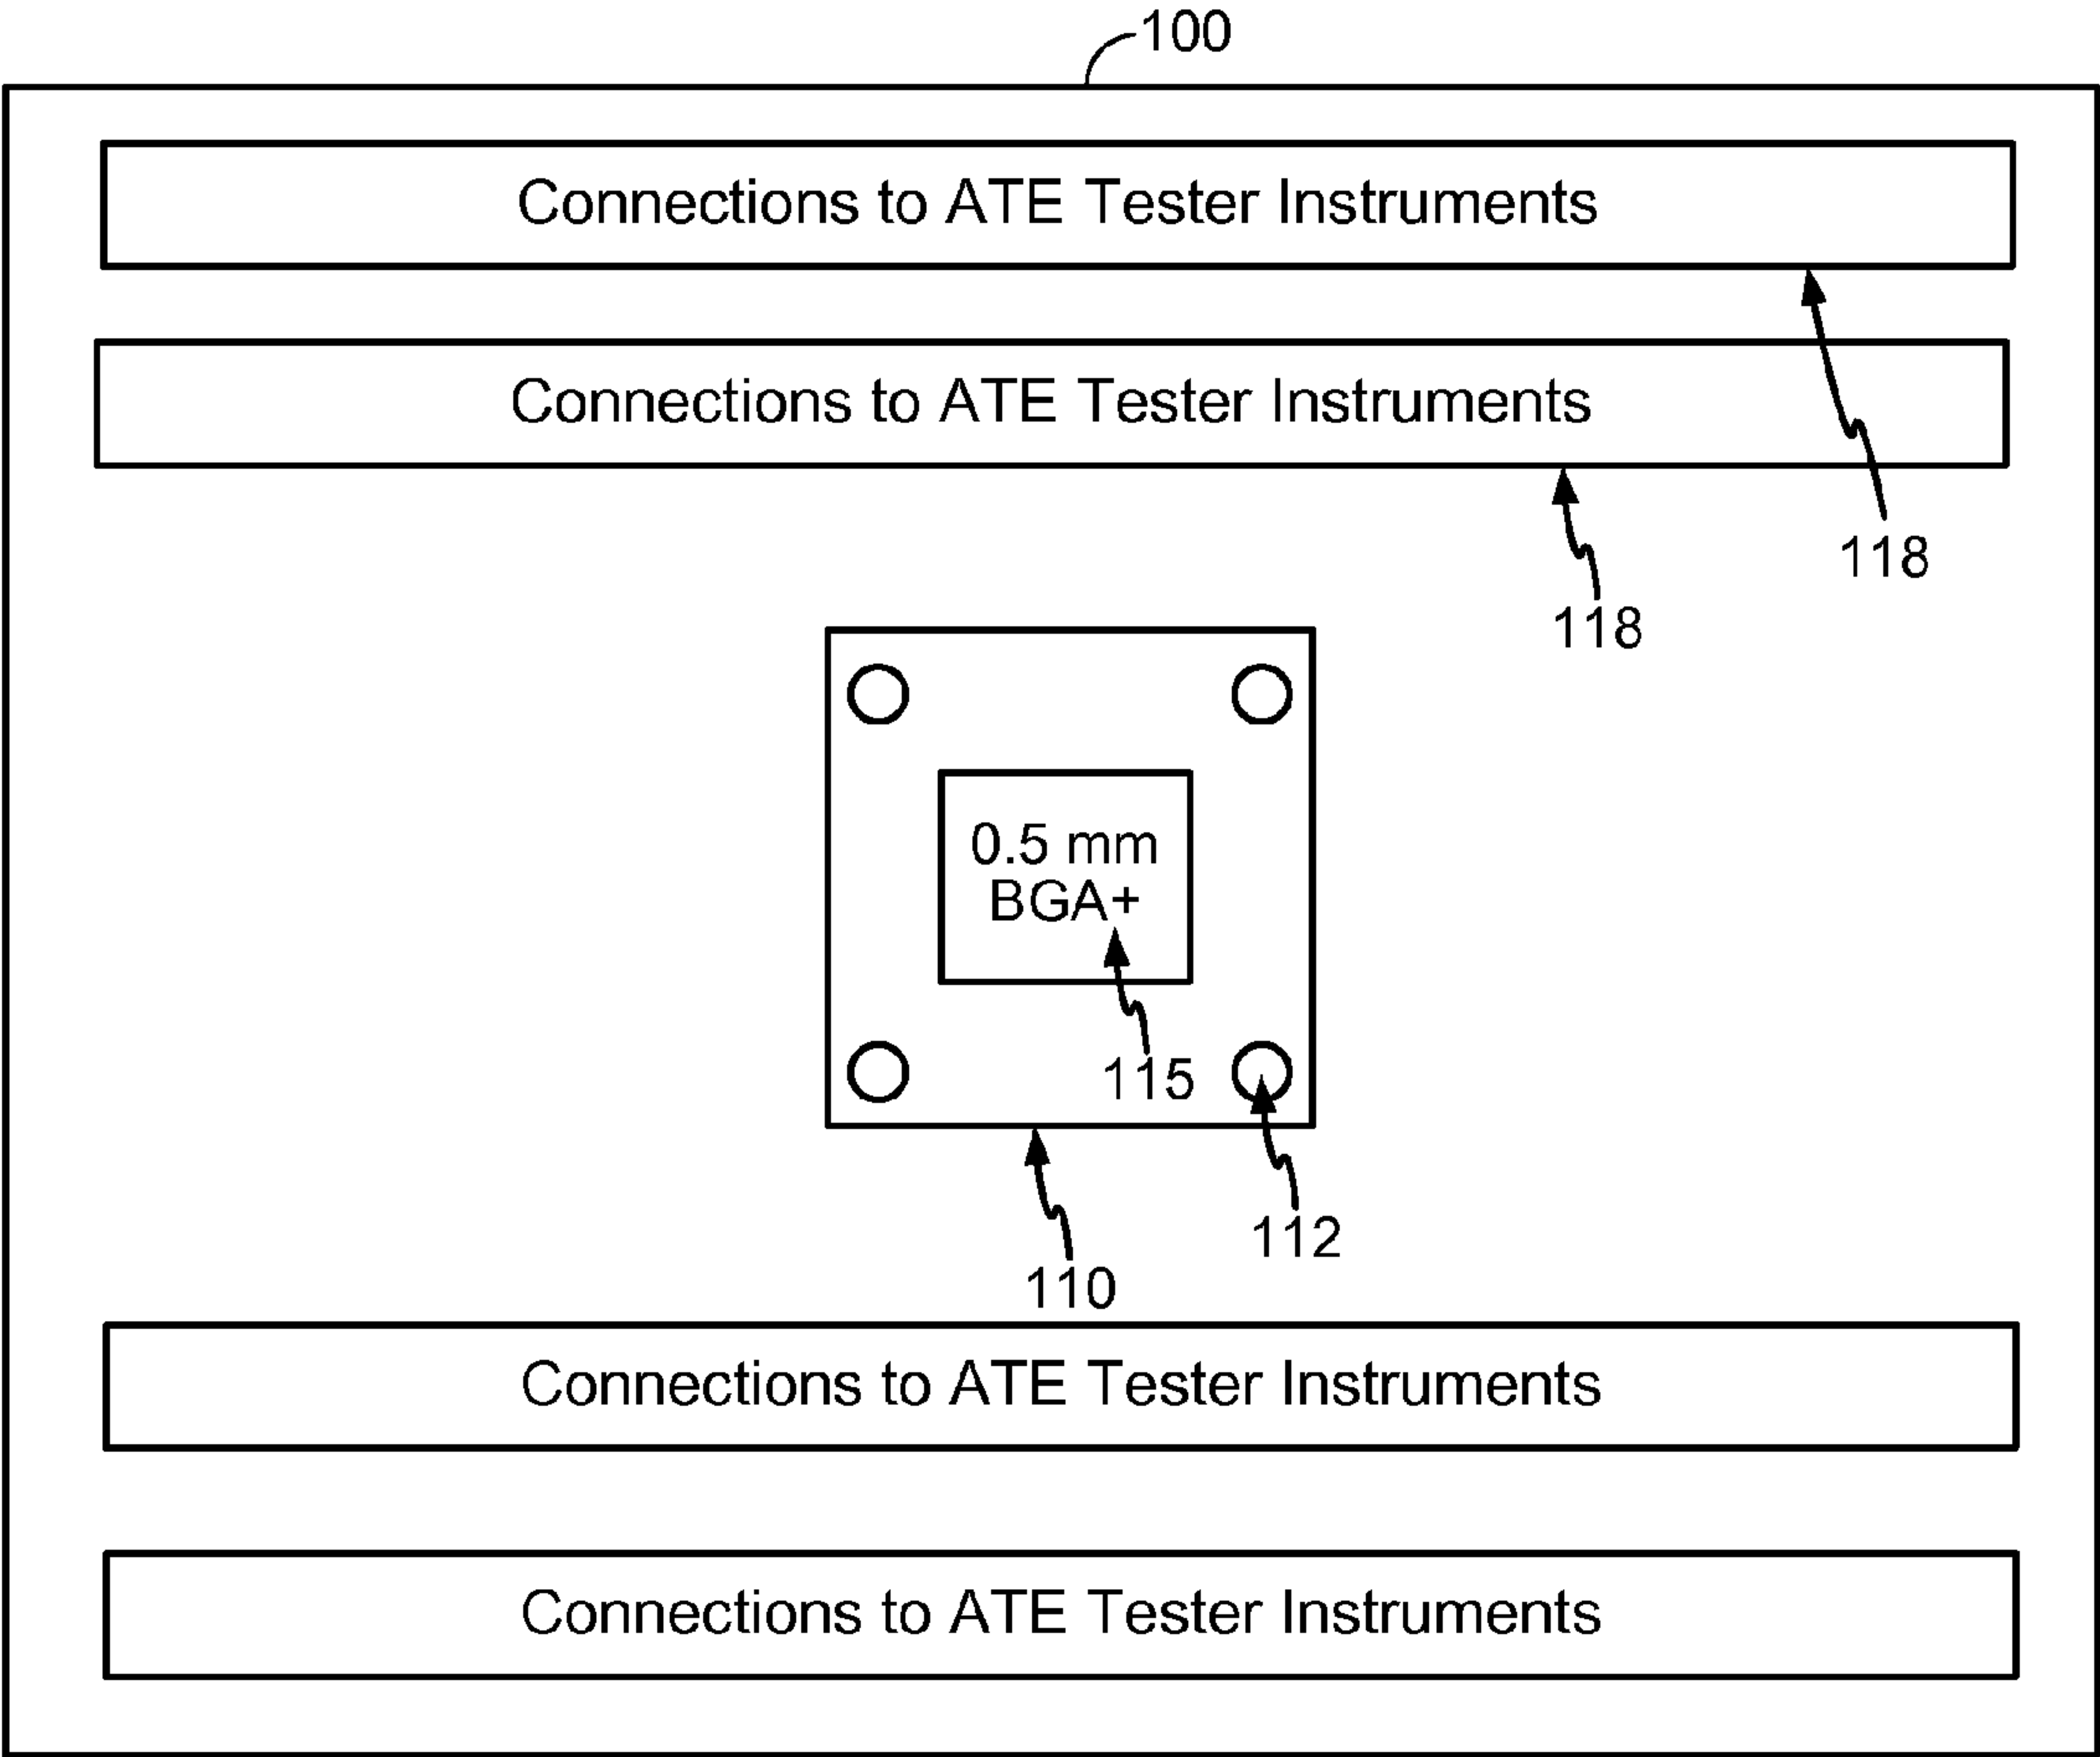 100
Connections to ATE Tester Instruments
Connections to ATE Tester Instruments
118
118
0.5 mm
BGA+
115
112
110
Connections to ATE Tester Instruments
Connections to ATE Tester Instruments